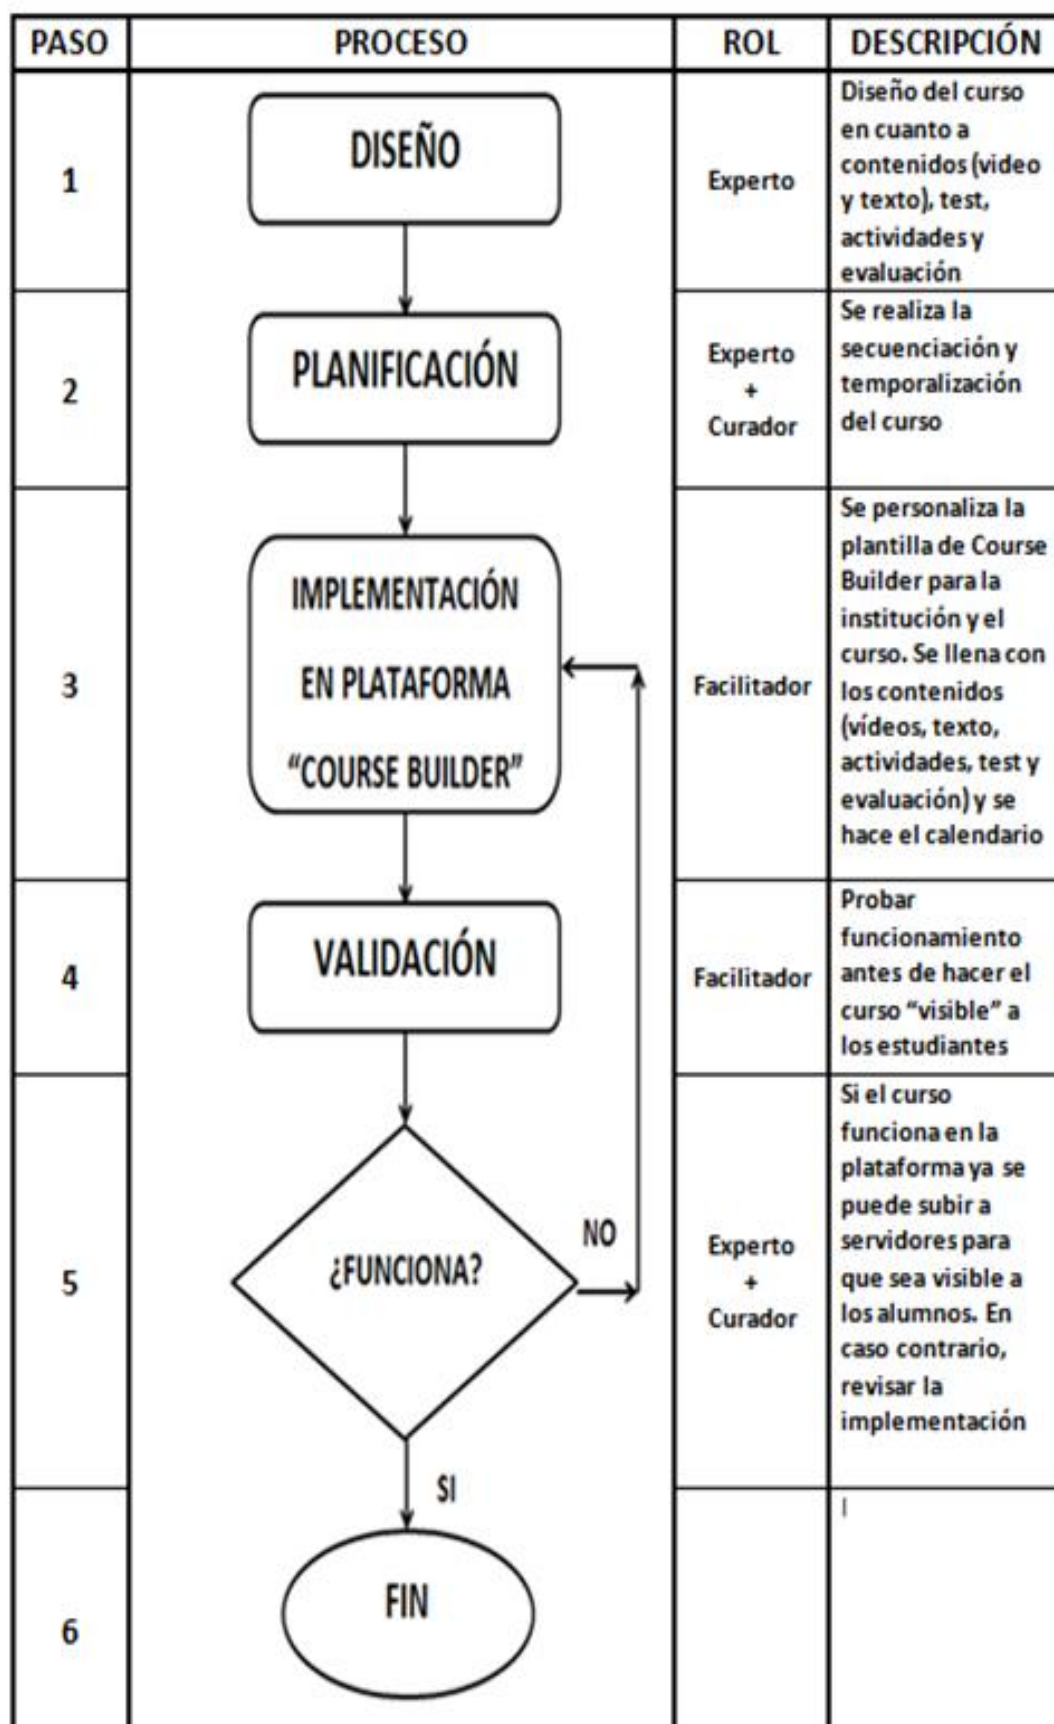 PASO
PROCESO
ROL
DESCRIPCIÓN
1
DISEÑO
Experto
Diseño del curso
en cuanto a
contenidos (video
y texto), test,
actividades y
evaluación
2
PLANIFICACIÓN
Experto
+
Curador
Se realiza la
secuenciación y
temporalización
del curso
3
IMPLEMENTACIÓN
EN PLATAFORMA
“COURSE BUILDER”
Facilitador
Se personaliza la
plantilla de Course
Builder para la
institución y el
curso. Se llena con
los contenidos
(vídeos, texto,
actividades, test y
evaluación) y se
hace el calendario
4
VALIDACIÓN
Facilitador
Probar
funcionamiento
antes de hacer el
curso “visible” a
los estudiantes
5
¿FUNCIONA?
NO
SI
Experto
+
Curador
Si el curso
funciona en la
plataforma ya se
puede subir a
servidores para
que sea visible a
los alumnos. En
caso contrario,
revisar la
implementación
6
FIN